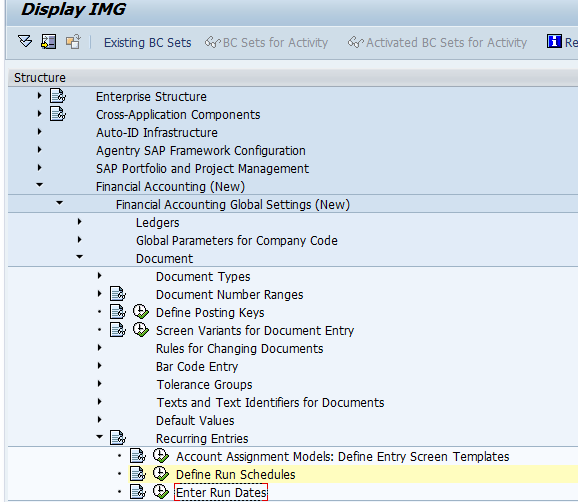 Display IMG
Existing BC Sets BC Sets for Activity Activated BC Sets for Activity Re
Structure
Enterprise Structure
Cross-Application Components
Auto-ID Infrastructure
Agentry SAP Framework Configuration
SAP Portfolio and Project Management
Financial Accounting (New)
Financial Accounting Global Settings (New)
Ledgers
Global Parameters for Company Code
Document
Document Types
Document Number Ranges
Define Posting Keys
Screen Variants for Document Entry
Rules for Changing Documents
Bar Code Entry
Tolerance Groups
Texts and Text Identifiers for Documents
Default Values
Recurring Entries
Account Assignment Models: Define Entry Screen Templates
Define Run Schedules
Enter Run Dates